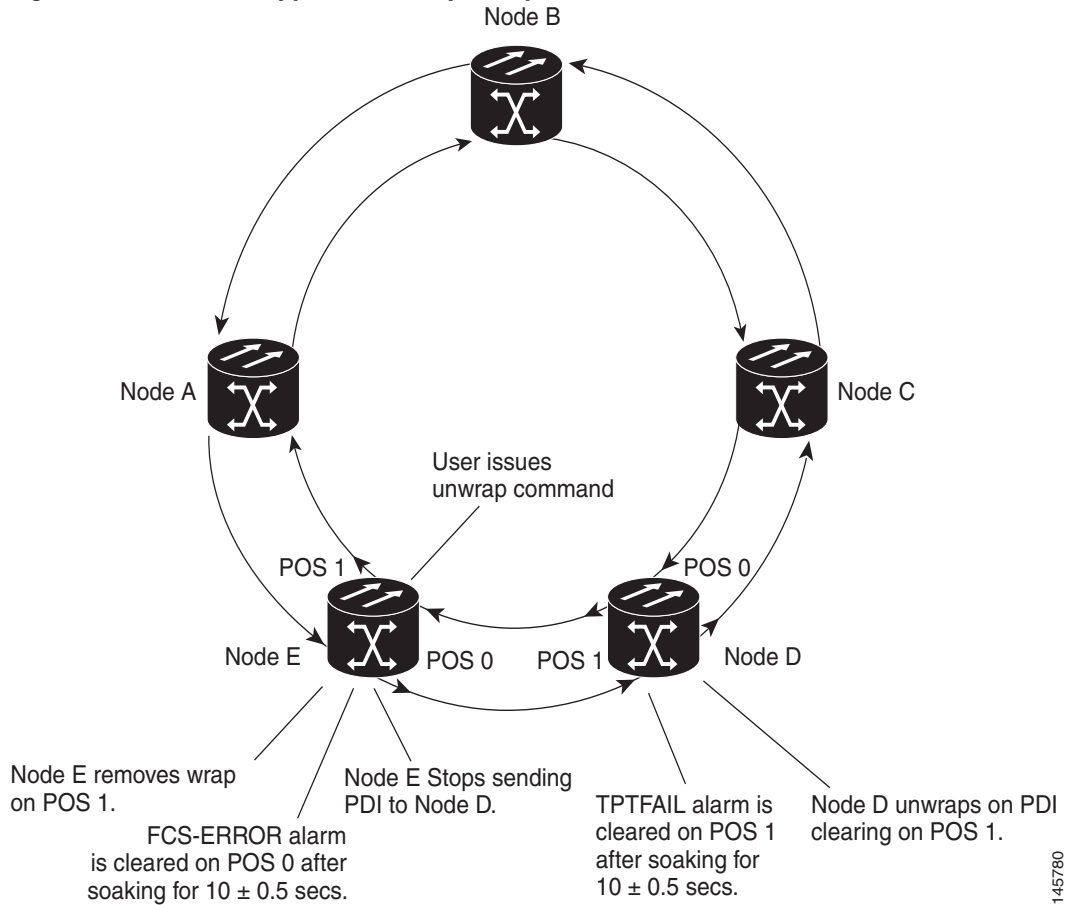 Node B
Node A
Node C
User issues
unwrap command
POS 1
POS 0
Node E
POS 0
POS 1
Node D
Node E removes wrap
on POS 1.
FCS-ERROR alarm
is cleared on POS 0 after
soaking for 10 ± 0.5 secs.
Node E Stops sending
PDI to Node D.
TPTFAIL alarm is
cleared on POS 1
after soaking for
10 ± 0.5 secs.
Node D unwraps on PDI
clearing on POS 1.
145780